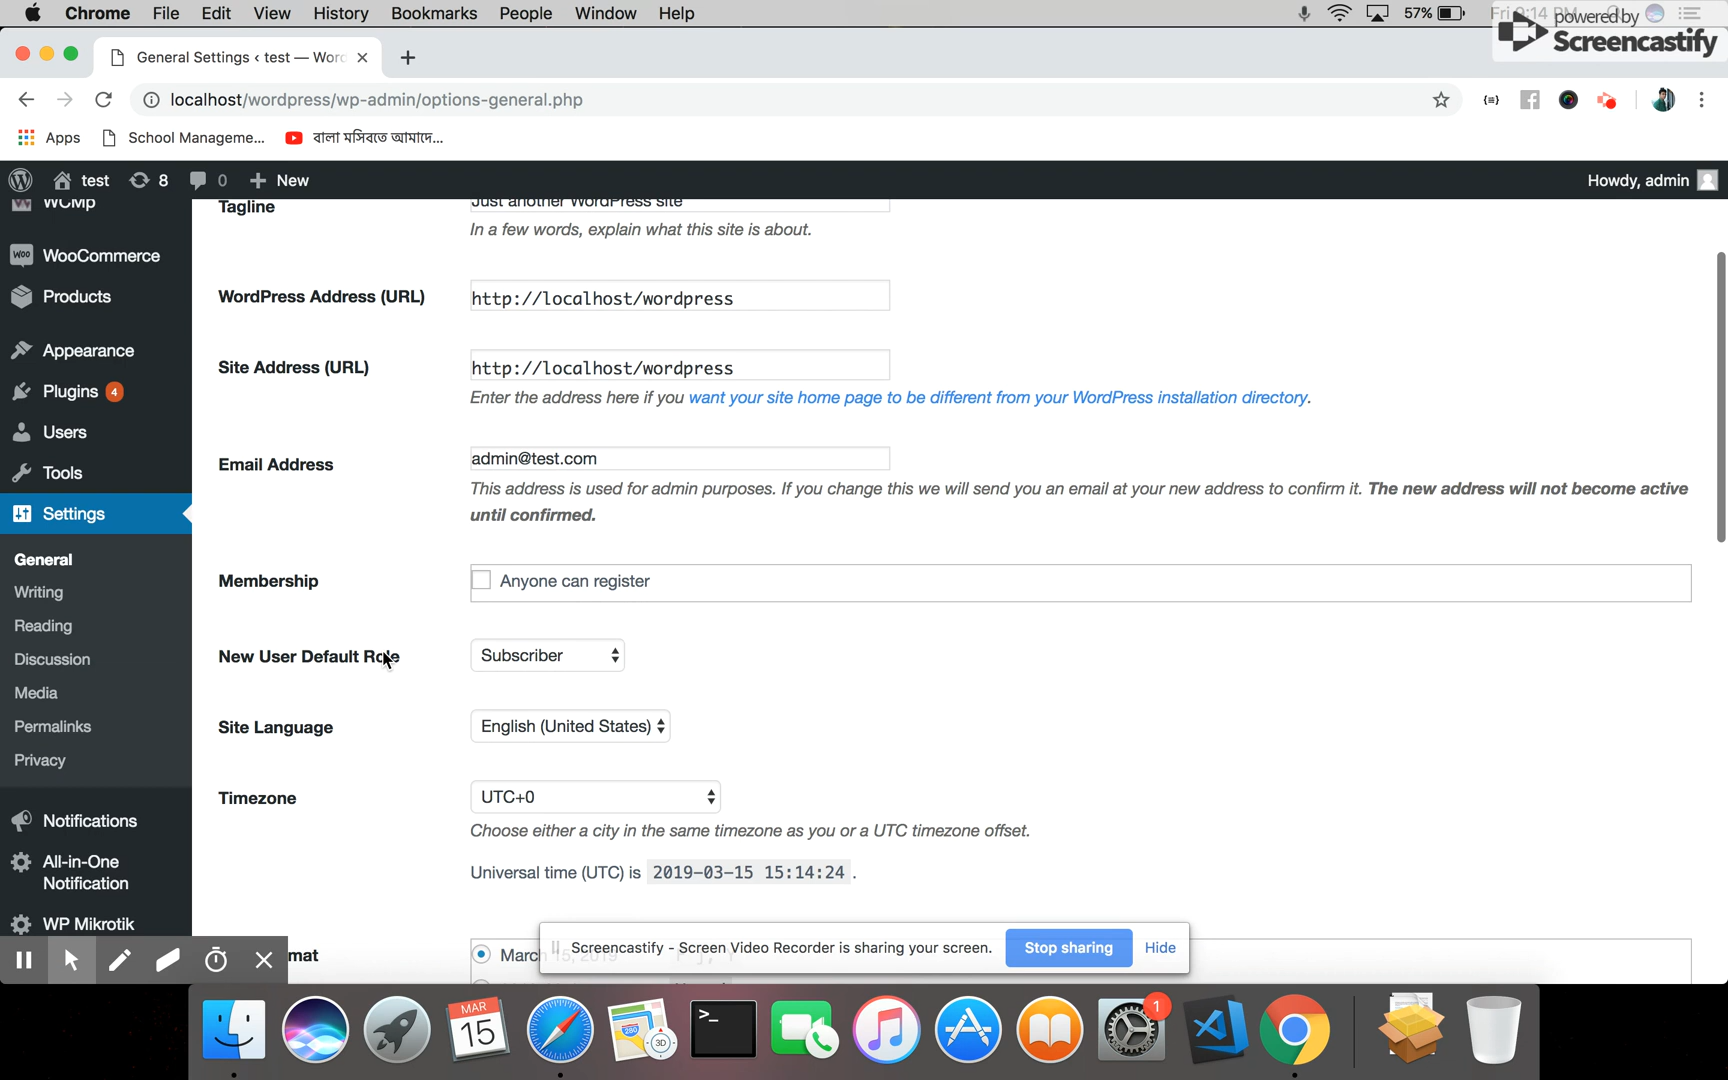 Chrome File Edit View History Bookmarks People Window Help 57%
powered by
Screencastify
General Settings ‹ test — Word
localhost/wordpress/wp-admin/options-general.php
Apps School Manageme... বালা মসিবতে আমাদে...
test 8 0 + New Howdy, admin
WCMp
WooCommerce
Products
Appearance
Plugins 4
Users
Tools
Settings
General
Writing
Reading
Discussion
Media
Permalinks
Privacy
Notifications
All-in-One
Notification
WP Mikrotik
Tagline Just another WordPress site
In a few words, explain what this site is about.
WordPress Address (URL) http://localhost/wordpress
Site Address (URL) http://localhost/wordpress
Enter the address here if you want your site home page to be different from your WordPress installation directory.
Email Address admin@test.com
This address is used for admin purposes. If you change this we will send you an email at your new address to confirm it. The new address will not become active
until confirmed.
Membership Anyone can register
New User Default Role Subscriber
Site Language English (United States)
Timezone UTC+0
Choose either a city in the same timezone as you or a UTC timezone offset.
Universal time (UTC) is 2019-03-15 15:14:24 .
mat March 15, 2019
Screencastify - Screen Video Recorder is sharing your screen. Stop sharing Hide
MAR
15
280
3D
>_
1